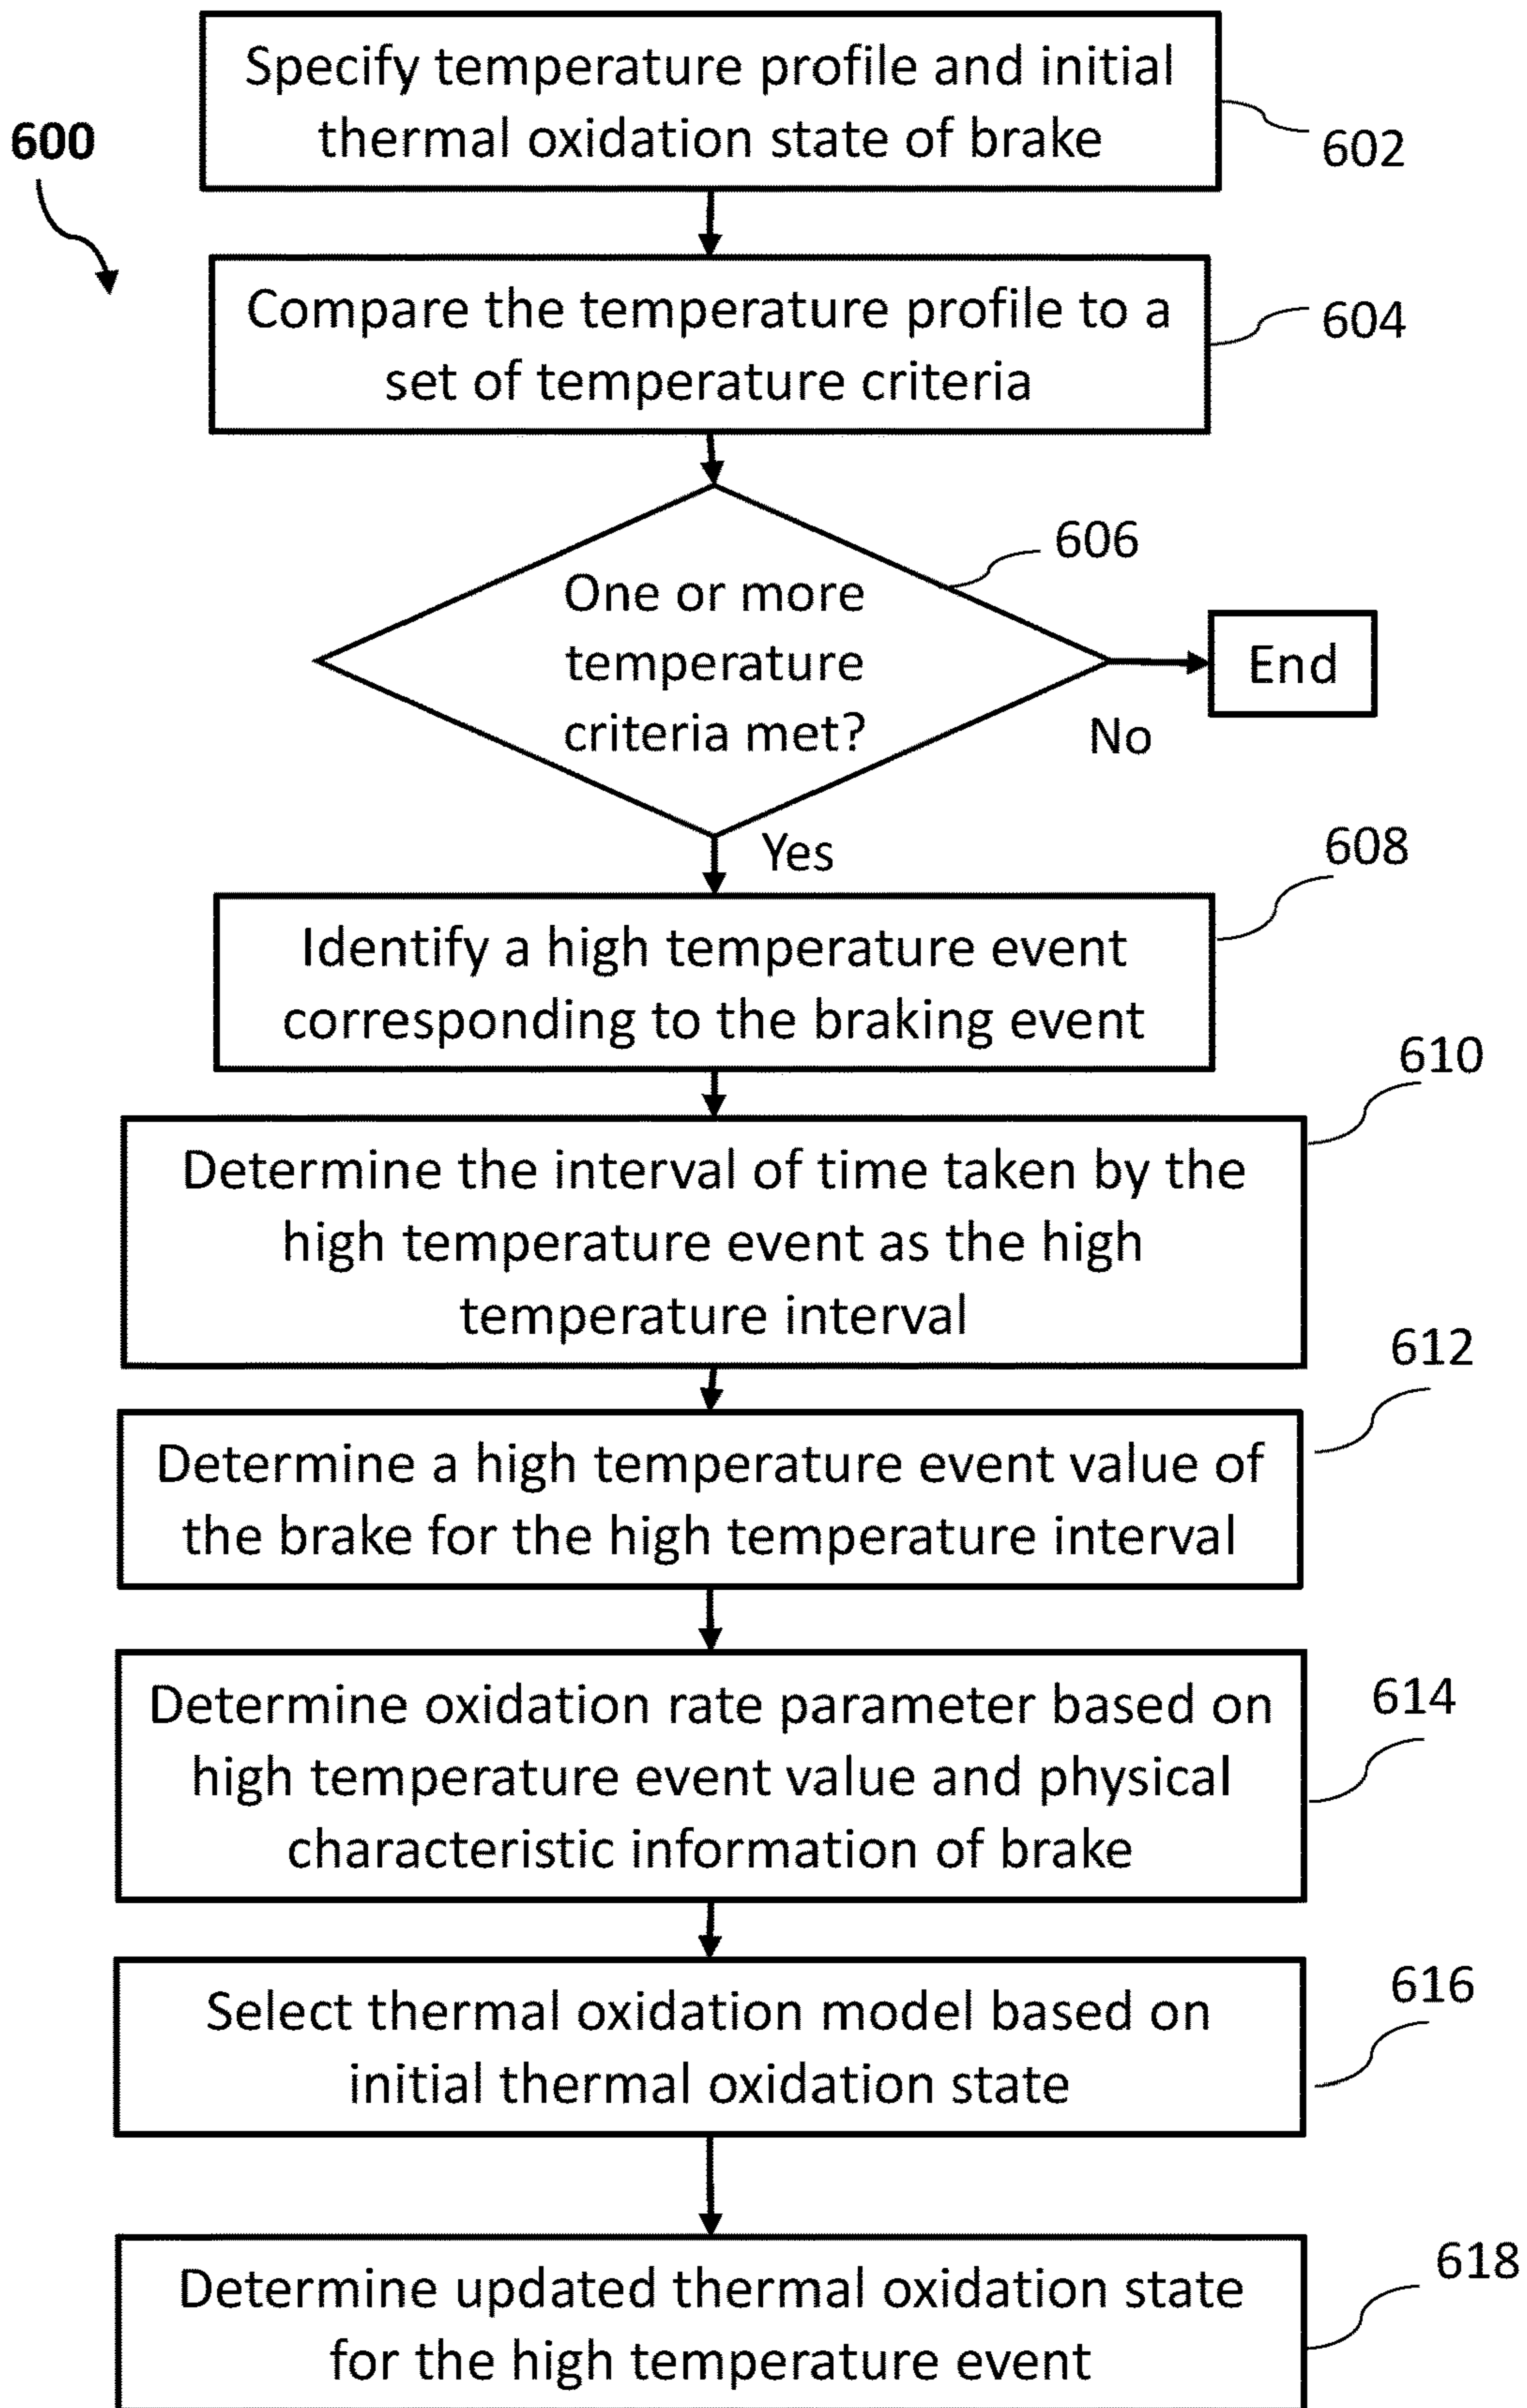 Specify temperature profile and initial
thermal oxidation state of brake
600
602
Compare the temperature profile to a
set of temperature criteria
604
606
One or more
temperature
criteria met?
End
No
Yes
608
Identify a high temperature event
corresponding to the braking event
610
Determine the interval of time taken by the
high temperature event as the high
temperature interval
612
Determine a high temperature event value of
the brake for the high temperature interval
614
Determine oxidation rate parameter based on
high temperature event value and physical
characteristic information of brake
616
Select thermal oxidation model based on
initial thermal oxidation state
618
Determine updated thermal oxidation state
for the high temperature event